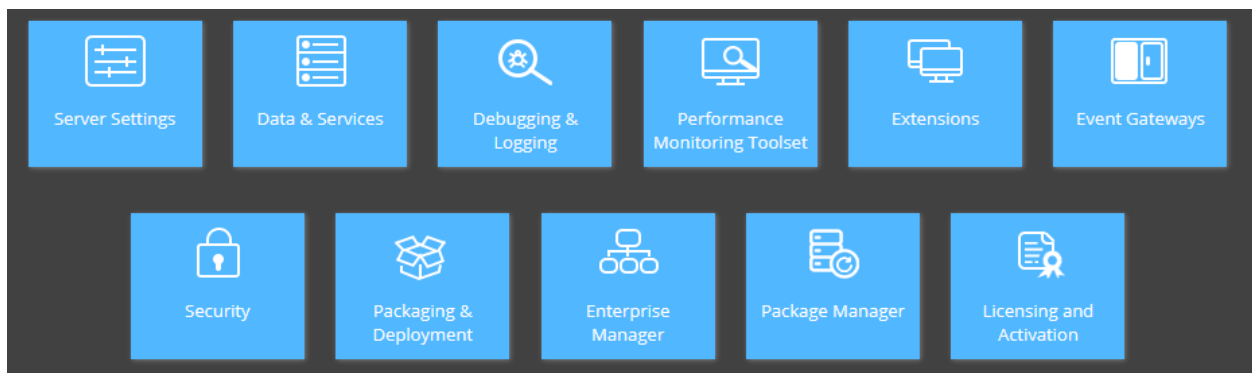 Server Settings
Data & Services
Debugging &
Logging
Performance
Monitoring Toolset
Extensions
Event Gateways
Security
Packaging &
Deployment
Enterprise
Manager
Package Manager
Licensing and
Activation